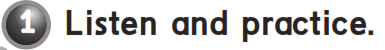 1 Listen and practice.